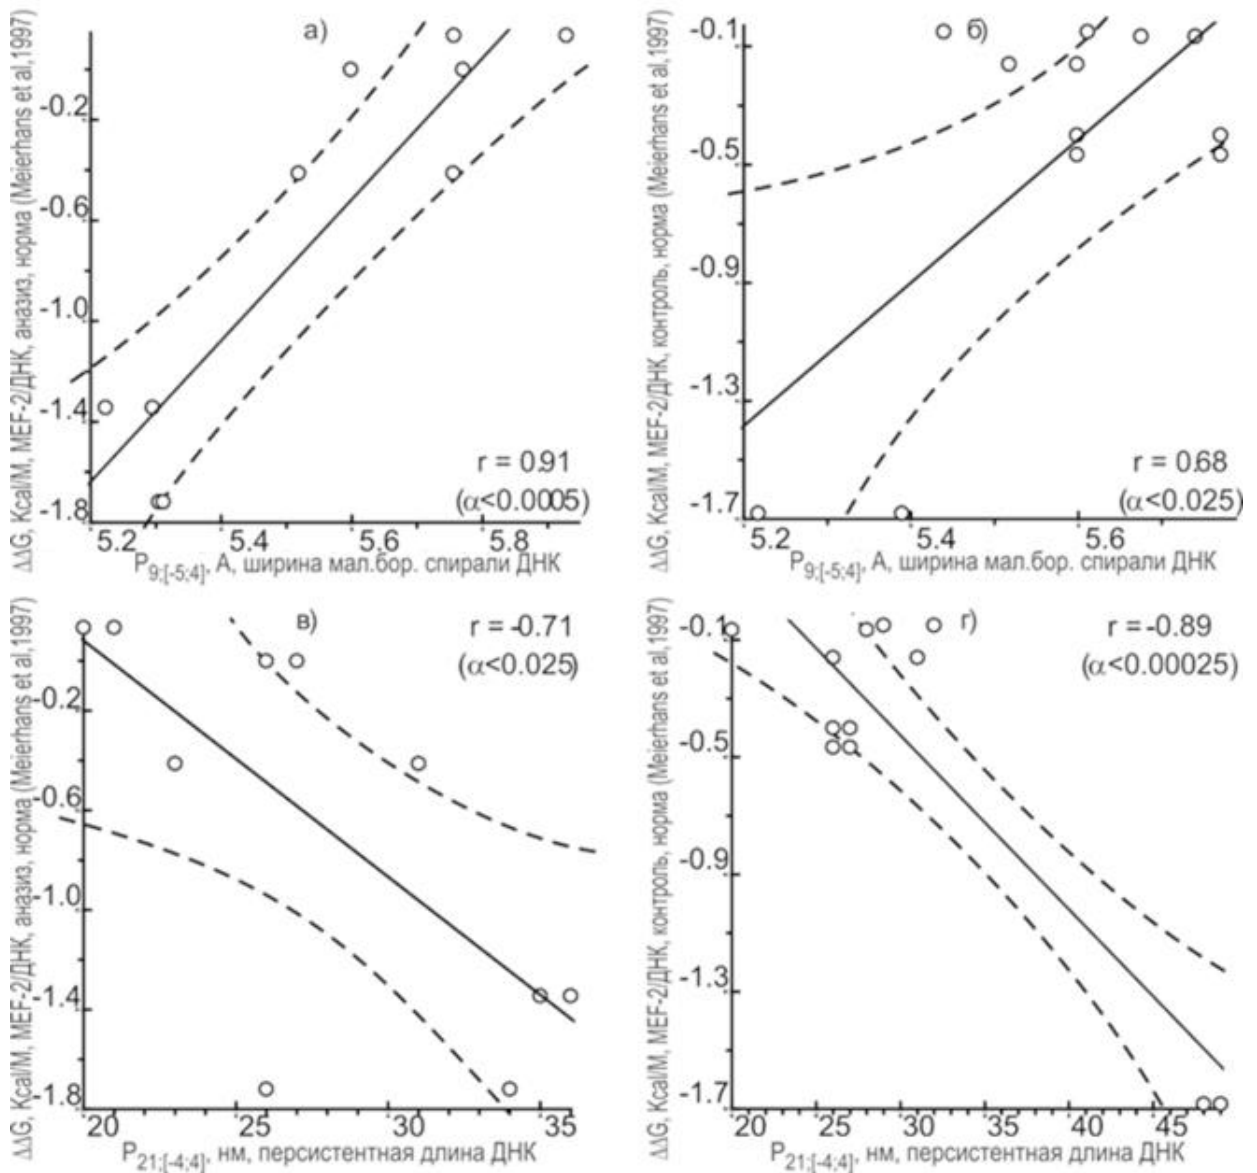 а)
ΔΔG, Kcal/M, MEF-2/ДНК, анализ, норма (Meierhans et al,1997)
-0.2
-0.6
-1.0
-1.4
-1.8
r = 0.91
(α<0.0005)
5.2 5.4 5.6 5.8
P9;[-5;4], А, ширина мал.бор. спирали ДНК
б)
ΔΔG, Kcal/M, MEF-2/ДНК, контроль, норма (Meierhans et al,1997)
-0.1
-0.5
-0.9
-1.3
-1.7
r = 0.68
(α<0.025)
5.2 5.4 5.6
P9;[-5;4], А, ширина мал.бор. спирали ДНК
в)
ΔΔG, Kcal/M, MEF-2/ДНК, анализ, норма (Meierhans et al,1997)
r = -0.71
(α<0.025)
-0.2
-0.6
-1.0
-1.4
-1.8
20 25 30 35
P21;[-4;4], нм, персистентная длина ДНК
г)
ΔΔG, Kcal/M, MEF-2/ДНК, контроль, норма (Meierhans et al,1997)
r = -0.89
(α<0.00025)
-0.1
-0.5
-0.9
-1.3
-1.7
20 25 30 35 40 45
P21;[-4;4], нм, персистентная длина ДНК